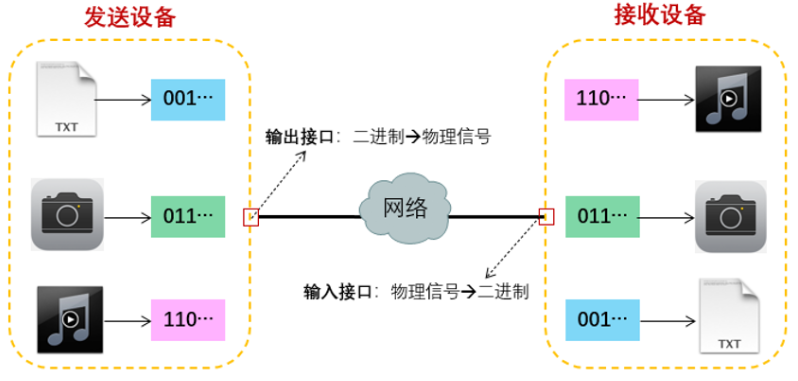 发送设备
接收设备
001···
TXT
输出接口：二进制→物理信号
110···
011···
网络
011···
输入接口：物理信号→二进制
110···
001···
TXT